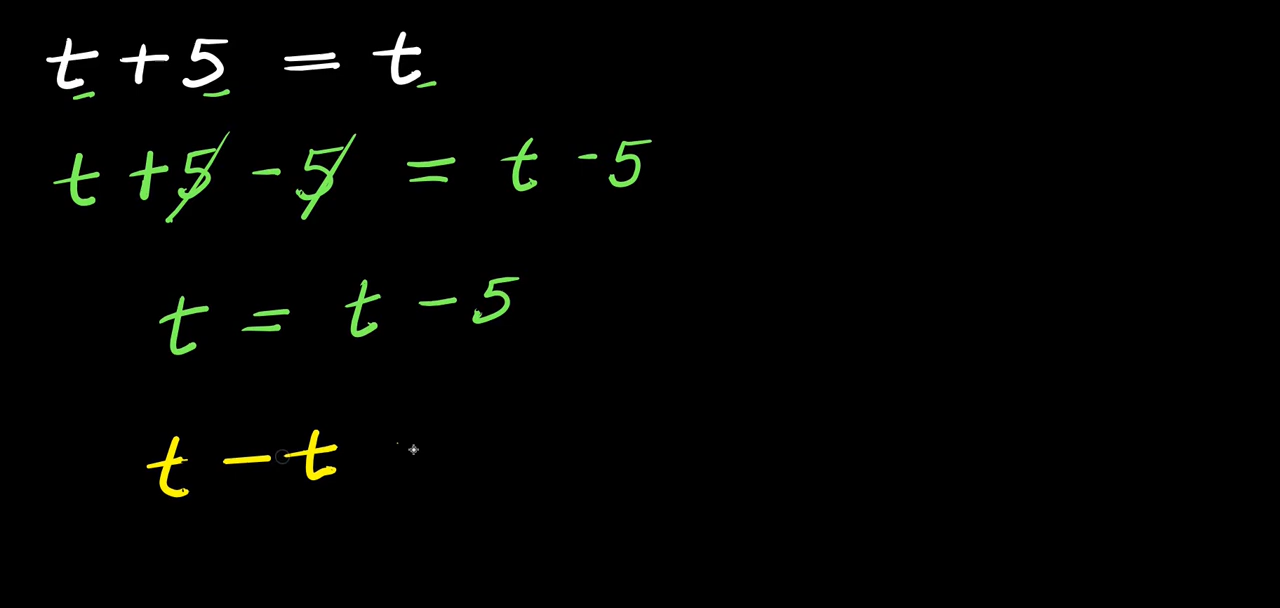 t + 5 = t
t + 5 - 5 = t - 5
t = t - 5
t - t